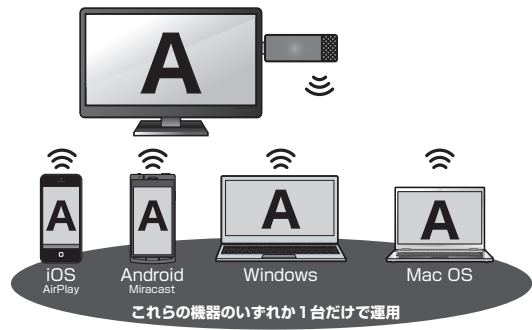 A
A
A
A
A
iOS
AirPlay
Android
Miracast
Windows
Mac OS
これらの機器のいずれか1台だけで運用